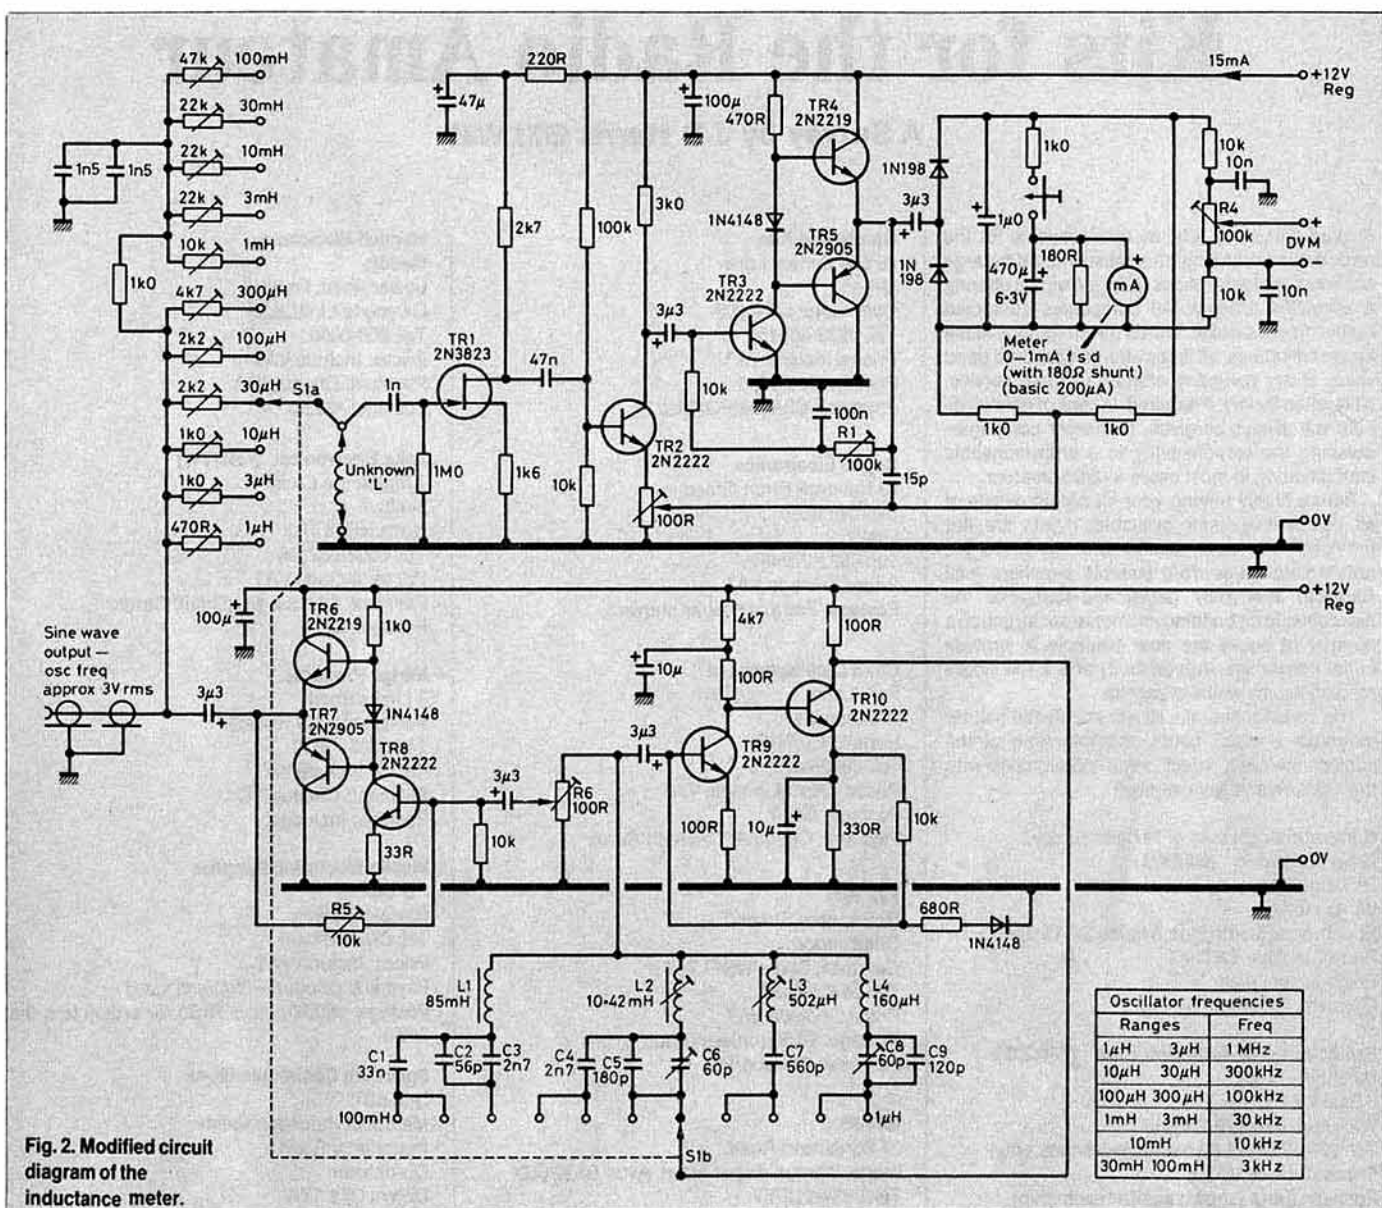 47k 100mH
22k 30mH
22k 10mH
22k 3mH
10k 1mH
4k7 300µH
2k2 100µH
2k2 30µH
1k0 10µH
1k0 3µH
470R 1µH
1n5 1n5
1k0
S1a
Unknown
'L'
1n
1M0
TR1
2N3823
47µ
220R
2k7
1k6
47n
100k
10k
TR2
2N2222
100R
3k0
3µ3
100µ
470R
1N4148
TR3
2N2222
10k
TR4
2N2219
TR5
2N2905
100n
R1
100k
15p
3µ3
1N198
1N
198
1µ0
1k0
470µ
6·3V
180R
mA
Meter
0—1mA f s d
(with 180Ω shunt)
(basic 200µA)
1k0
1k0
15mA
+12V
Reg
10k
10n
R4
100k
+
DVM
−
10k
10n
0V
Sine wave
output —
osc freq
approx 3V rms
3µ3
100µ
TR6
2N2219
1k0
1N4148
TR7
2N2905
TR8
2N2222
33R
R5
10k
10k
3µ3
R6
100R
3µ3
10µ
4k7
100R
TR9
2N2222
100R
100R
TR10
2N2222
10µ
330R
10k
680R
1N4148
+12V
Reg
0V
L1
85mH
L2
10·42mH
L3
502µH
L4
160µH
C1
33n
C2
56p
C3
2n7
C4
2n7
C5
180p
C6
60p
C7
560p
C8
60p
C9
120p
100mH
1µH
S1b
Oscillator frequencies
Ranges Freq
1µH 3µH 1MHz
10µH 30µH 300kHz
100µH 300µH 100kHz
1mH 3mH 30kHz
10mH 10kHz
30mH 100mH 3kHz
Fig. 2. Modified circuit
diagram of the
inductance meter.